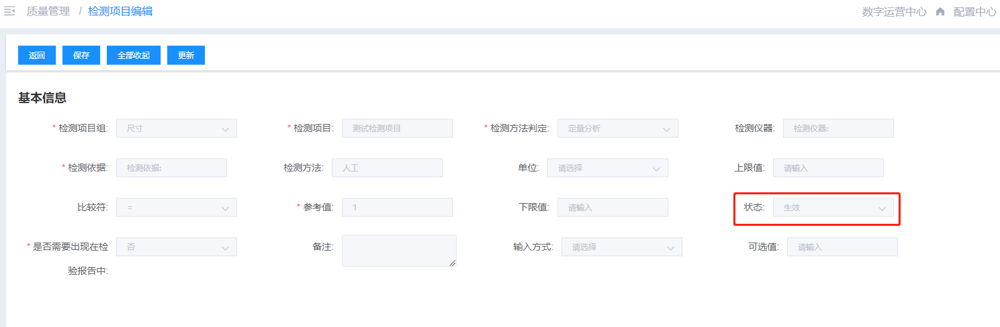 质量管理 / 检测项目编辑 数字运营中心 配置中心
返回 保存 全部收起 更新
基本信息
* 检测项目组: 尺寸 * 检测项目: 测试检测项目 * 检测方法判定: 定量分析 检测仪器: 检测仪器:
* 检测依据: 检测依据: 检测方法: 人工 单位: 请选择 上限值: 请输入
比较符: = * 参考值: 1 下限值: 请输入 状态: 生效
* 是否需要出现在检 否 备注: 输入方式: 请选择 可选值: 请输入
验报告中: